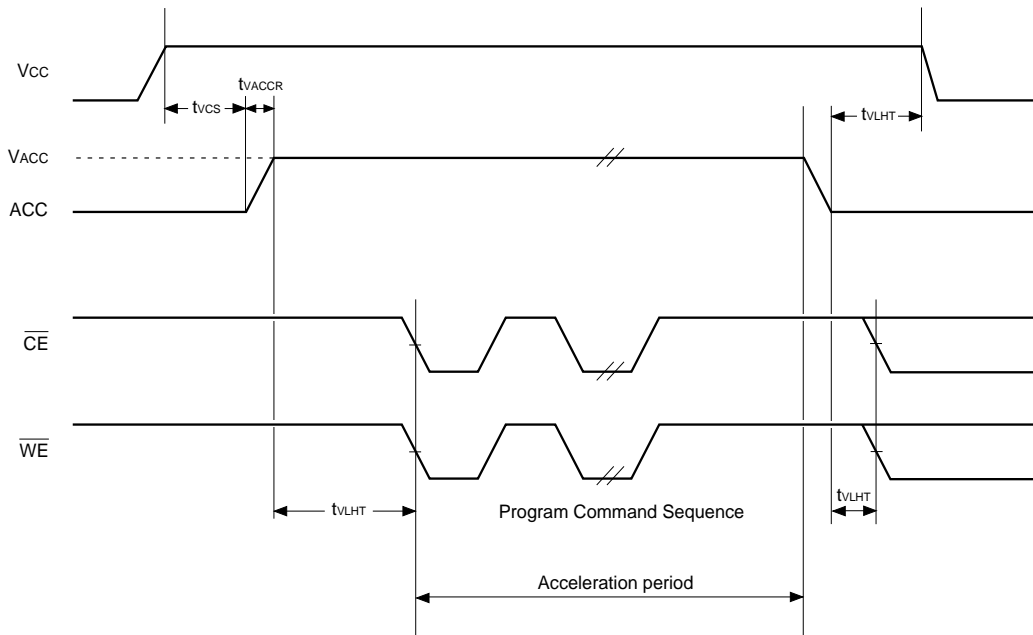 VCC
tVACCR
tVCS
tVLHT
VACC
ACC
CE
WE
tVLHT
Program Command Sequence
tVLHT
Acceleration period